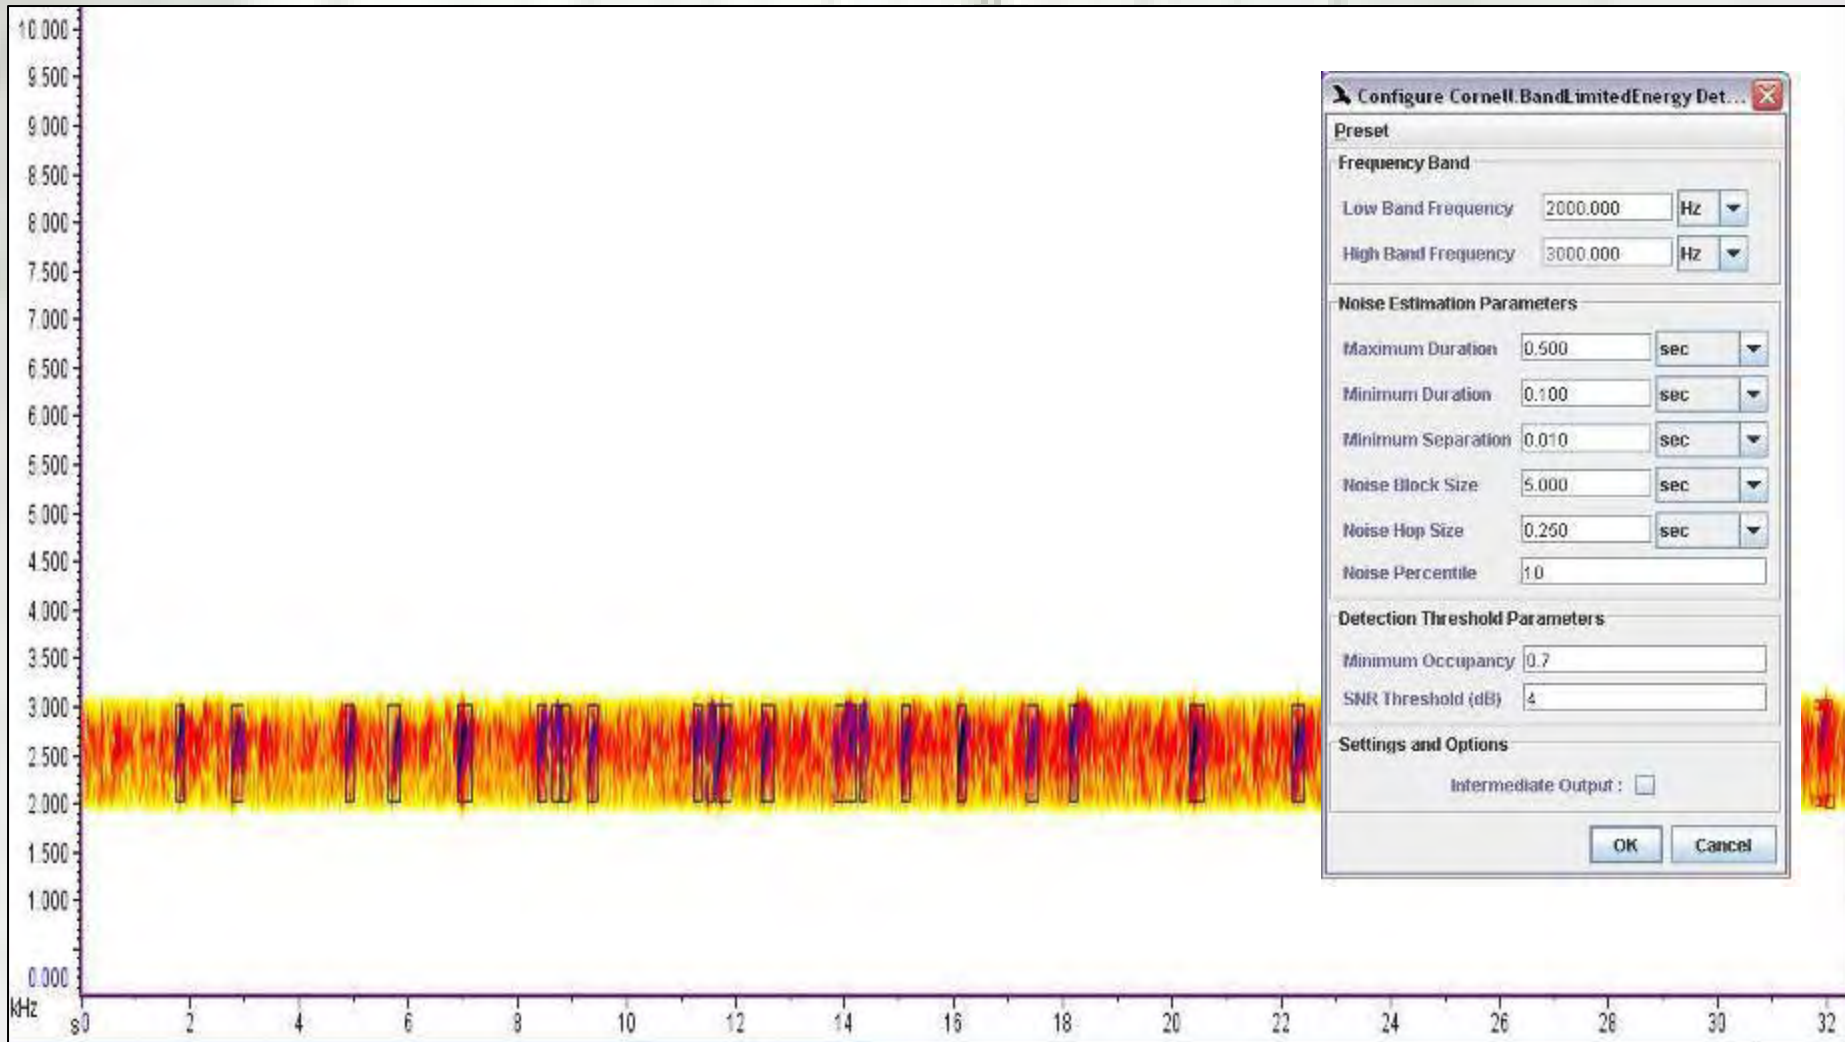 10.000
9.500
9.000
8.500
8.000
7.500
7.000
6.500
6.000
5.500
5.000
4.500
4.000
3.500
3.000
2.500
2.000
1.500
1.000
0.000
kHz
s 0 2 4 6 8 10 12 14 16 18 20 22 24 26 28 30 32
Configure Cornell.BandLimitedEnergy Det...
Preset
Frequency Band
Low Band Frequency 2000.000 Hz
High Band Frequency 3000.000 Hz
Noise Estimation Parameters
Maximum Duration 0.500 sec
Minimum Duration 0.100 sec
Minimum Separation 0.010 sec
Noise Block Size 5.000 sec
Noise Hop Size 0.250 sec
Noise Percentile 10
Detection Threshold Parameters
Minimum Occupancy 0.7
SNR Threshold (dB) 4
Settings and Options
Intermediate Output :
OK Cancel